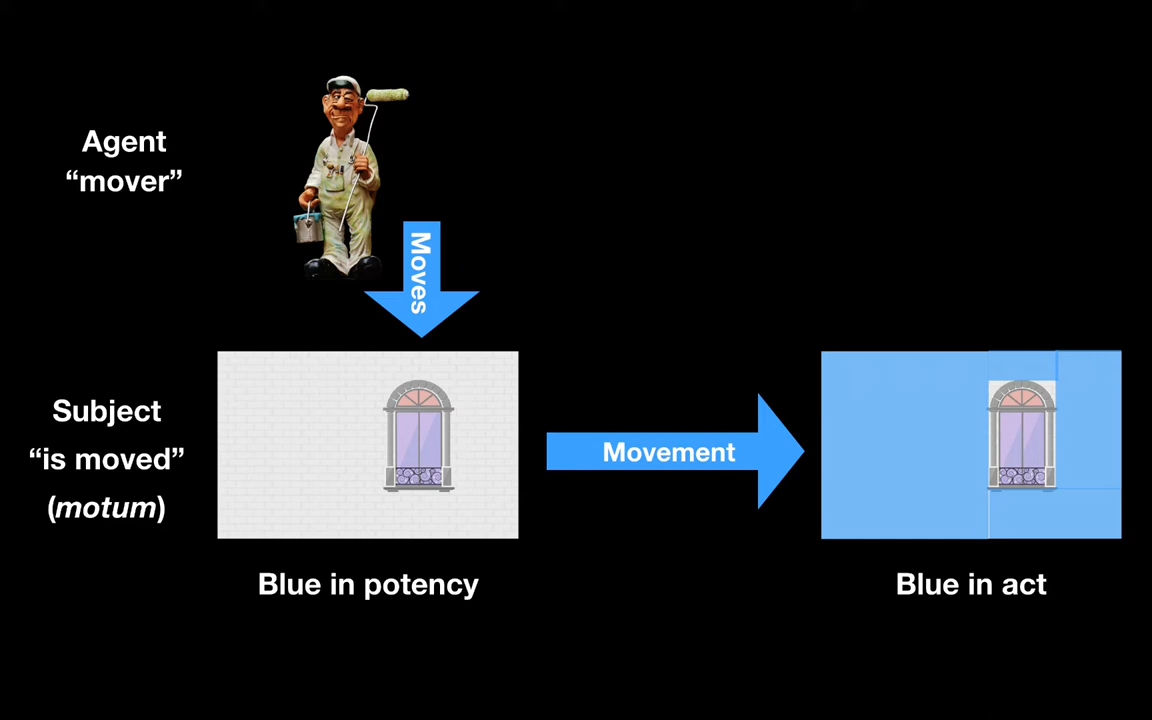 Agent
“mover”
Moves
Subject
“is moved”
(motum)
Movement
Blue in potency
Blue in act